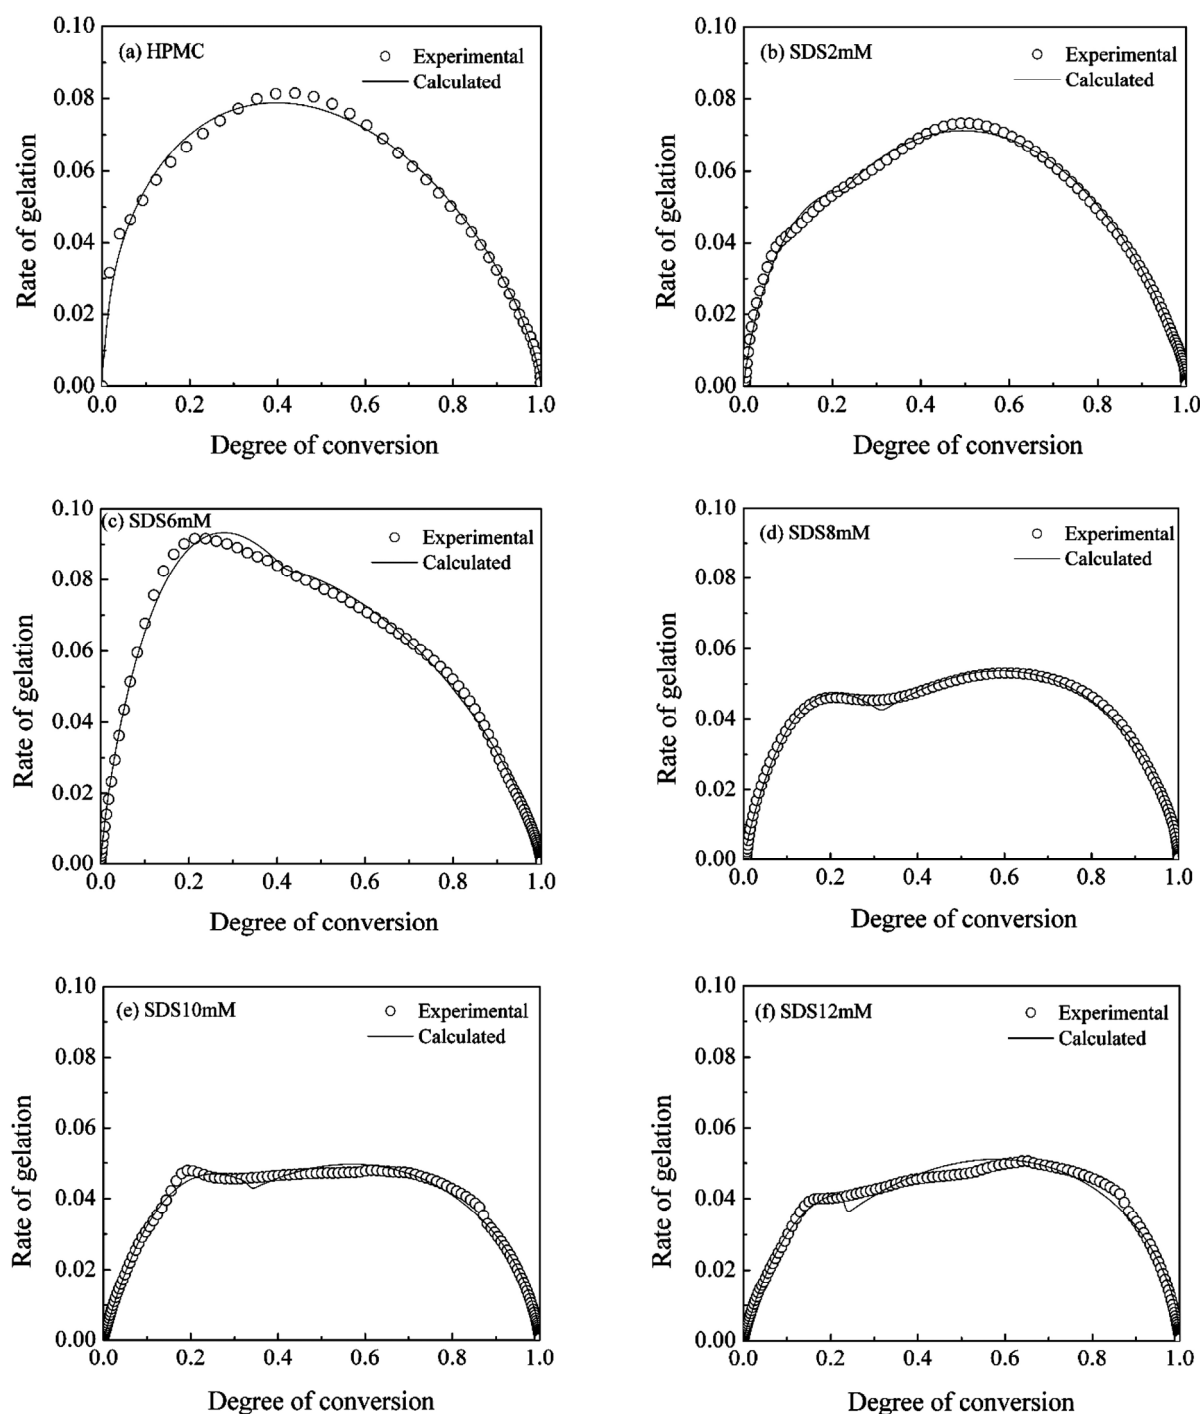 (a) HPMC
Experimental
Calculated
Rate of gelation
0.10
0.08
0.06
0.04
0.02
0.00
0.0 0.2 0.4 0.6 0.8 1.0
Degree of conversion
(b) SDS2mM
Experimental
Calculated
Rate of gelation
0.10
0.08
0.06
0.04
0.02
0.00
0.0 0.2 0.4 0.6 0.8 1.0
Degree of conversion
(c) SDS6mM
Experimental
Calculated
Rate of gelation
0.10
0.08
0.06
0.04
0.02
0.00
0.0 0.2 0.4 0.6 0.8 1.0
Degree of conversion
(d) SDS8mM
Experimental
Calculated
Rate of gelation
0.10
0.08
0.06
0.04
0.02
0.00
0.0 0.2 0.4 0.6 0.8 1.0
Degree of conversion
(e) SDS10mM
Experimental
Calculated
Rate of gelation
0.10
0.08
0.06
0.04
0.02
0.00
0.0 0.2 0.4 0.6 0.8 1.0
Degree of conversion
(f) SDS12mM
Experimental
Calculated
Rate of gelation
0.10
0.08
0.06
0.04
0.02
0.00
0.0 0.2 0.4 0.6 0.8 1.0
Degree of conversion